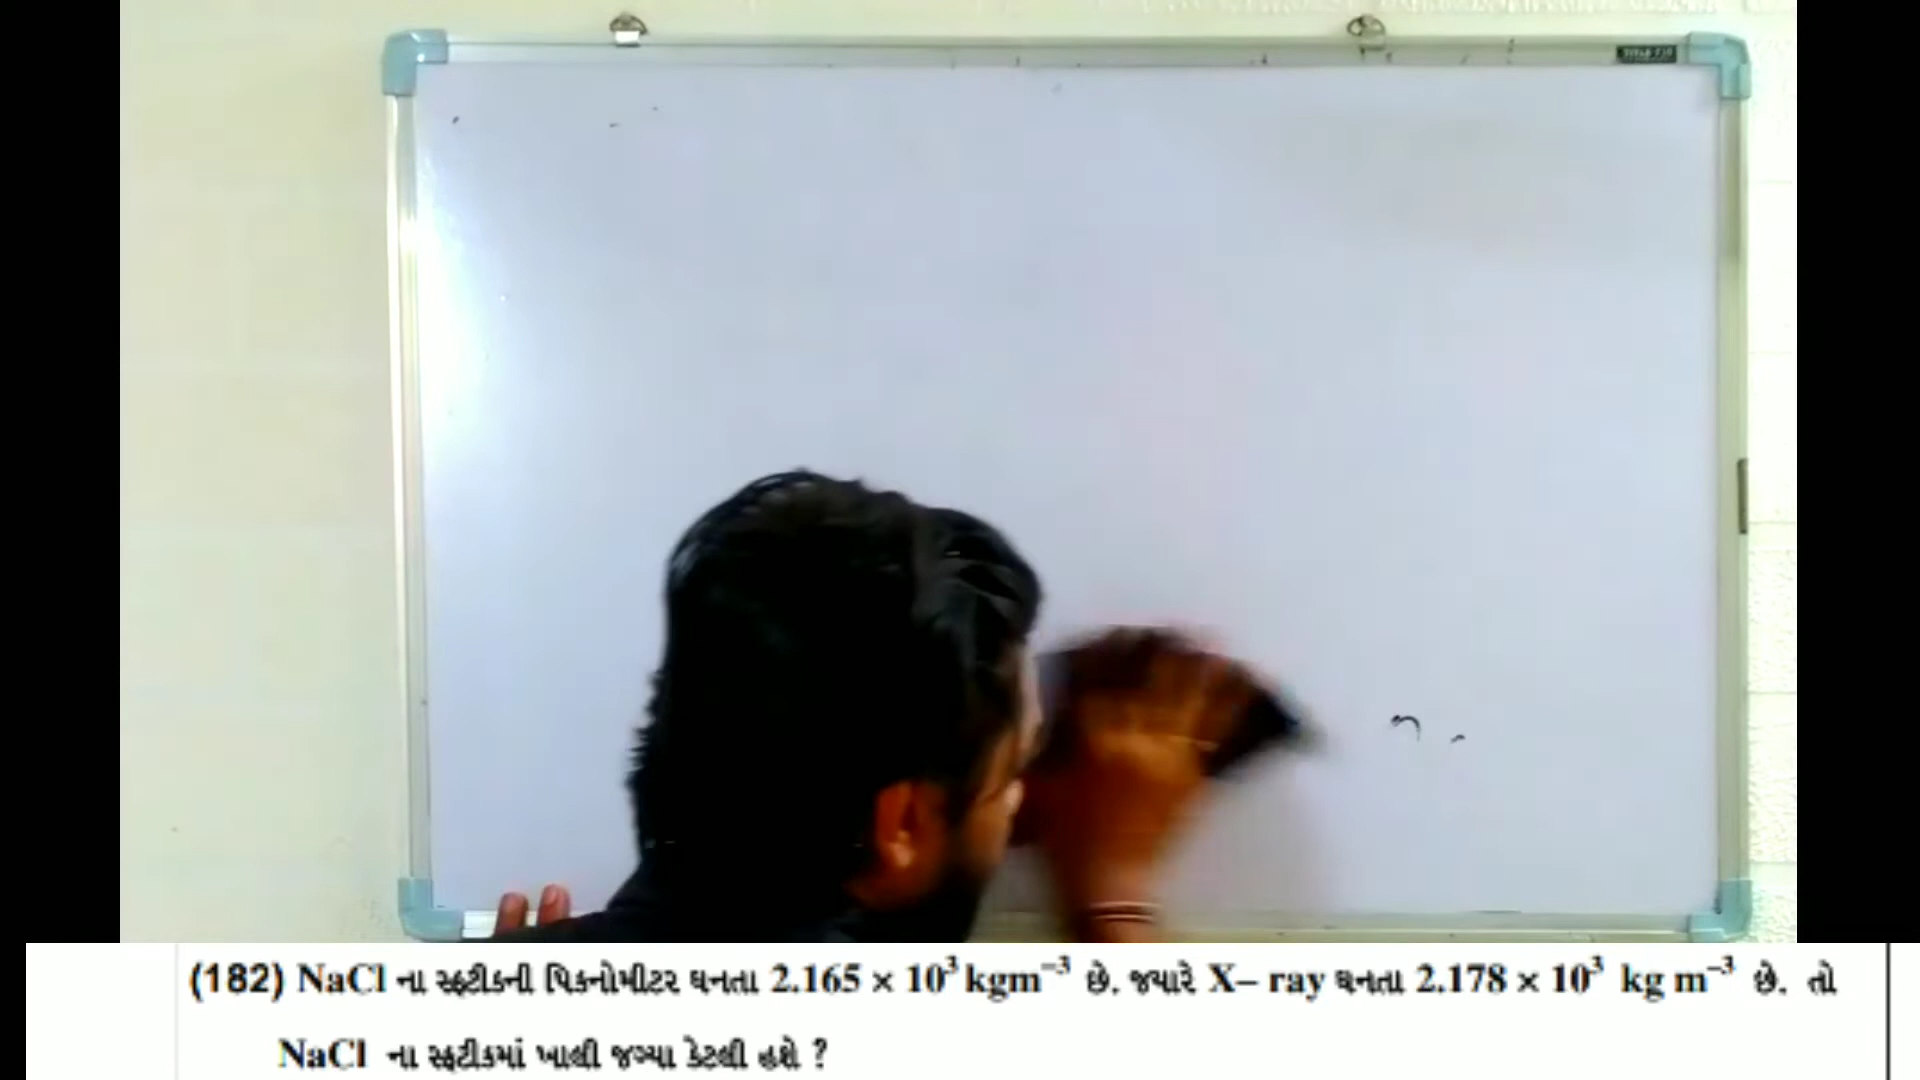 (182) NaCl ના સ્ફટીકની પિકનોમીટર ઘનતા 2.165 × 10³ kgm⁻³ છે. જ્યારે X– ray ઘનતા 2.178 × 10³ kg m⁻³ છે. તો
NaCl ના સ્ફટીકમાં ખાલી જગ્યા કેટલી હશે ?